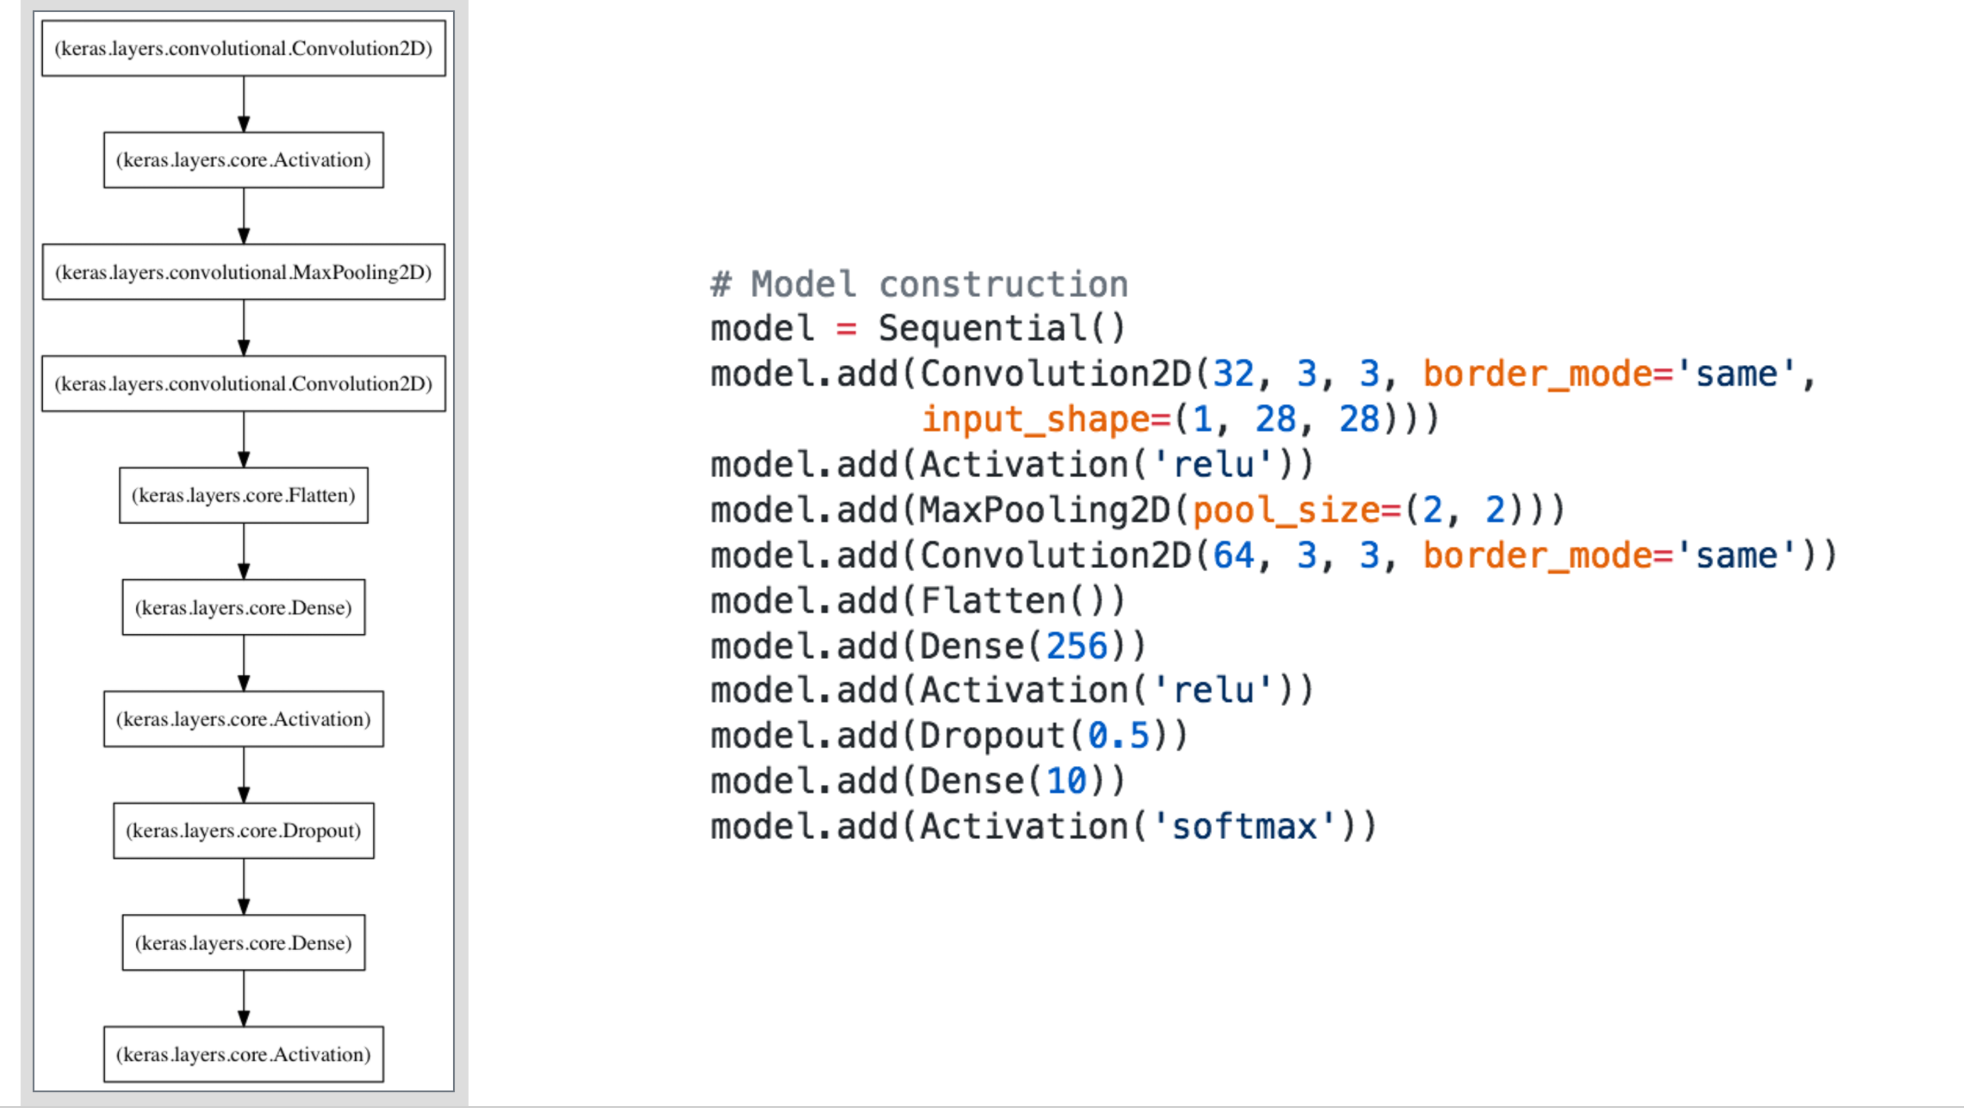 (keras.layers.convolutional.Convolution2D)
(keras.layers.core.Activation)
(keras.layers.convolutional.MaxPooling2D)
(keras.layers.convolutional.Convolution2D)
(keras.layers.core.Flatten)
(keras.layers.core.Dense)
(keras.layers.core.Activation)
(keras.layers.core.Dropout)
(keras.layers.core.Dense)
(keras.layers.core.Activation)
# Model construction
model = Sequential()
model.add(Convolution2D(32, 3, 3, border_mode='same',
input_shape=(1, 28, 28)))
model.add(Activation('relu'))
model.add(MaxPooling2D(pool_size=(2, 2)))
model.add(Convolution2D(64, 3, 3, border_mode='same'))
model.add(Flatten())
model.add(Dense(256))
model.add(Activation('relu'))
model.add(Dropout(0.5))
model.add(Dense(10))
model.add(Activation('softmax'))